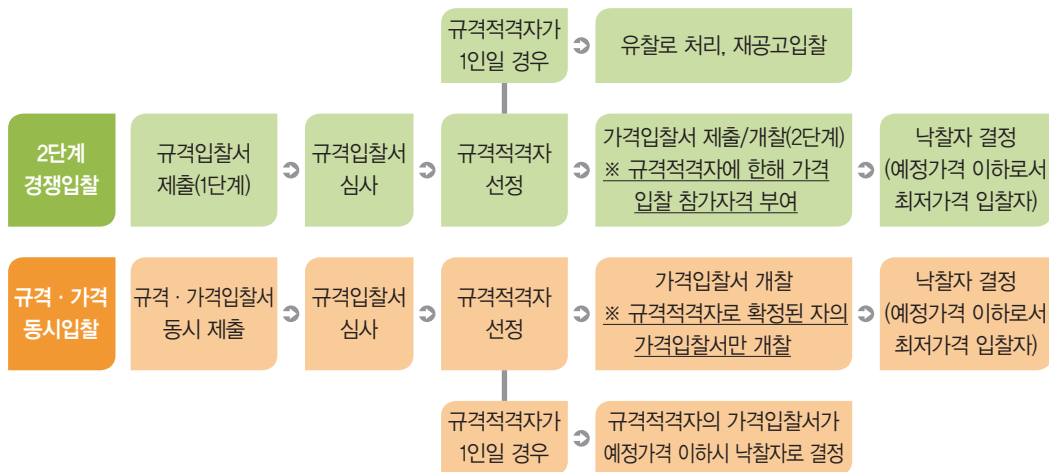 규격적격자가
1인일 경우
유찰로 처리, 재공고입찰
2단계
경쟁입찰
규격입찰서
제출(1단계)
규격입찰서
심사
규격적격자
선정
가격입찰서 제출/개찰(2단계)
※ 규격적격자에 한해 가격
입찰 참가자격 부여
낙찰자 결정
(예정가격 이하로서
최저가격 입찰자)
규격 · 가격
동시입찰
규격 · 가격입찰서
동시 제출
규격입찰서
심사
규격적격자
선정
가격입찰서 개찰
※ 규격적격자로 확정된 자의
가격입찰서만 개찰
낙찰자 결정
(예정가격 이하로서
최저가격 입찰자)
규격적격자가
1인일 경우
규격적격자의 가격입찰서가
예정가격 이하시 낙찰자로 결정